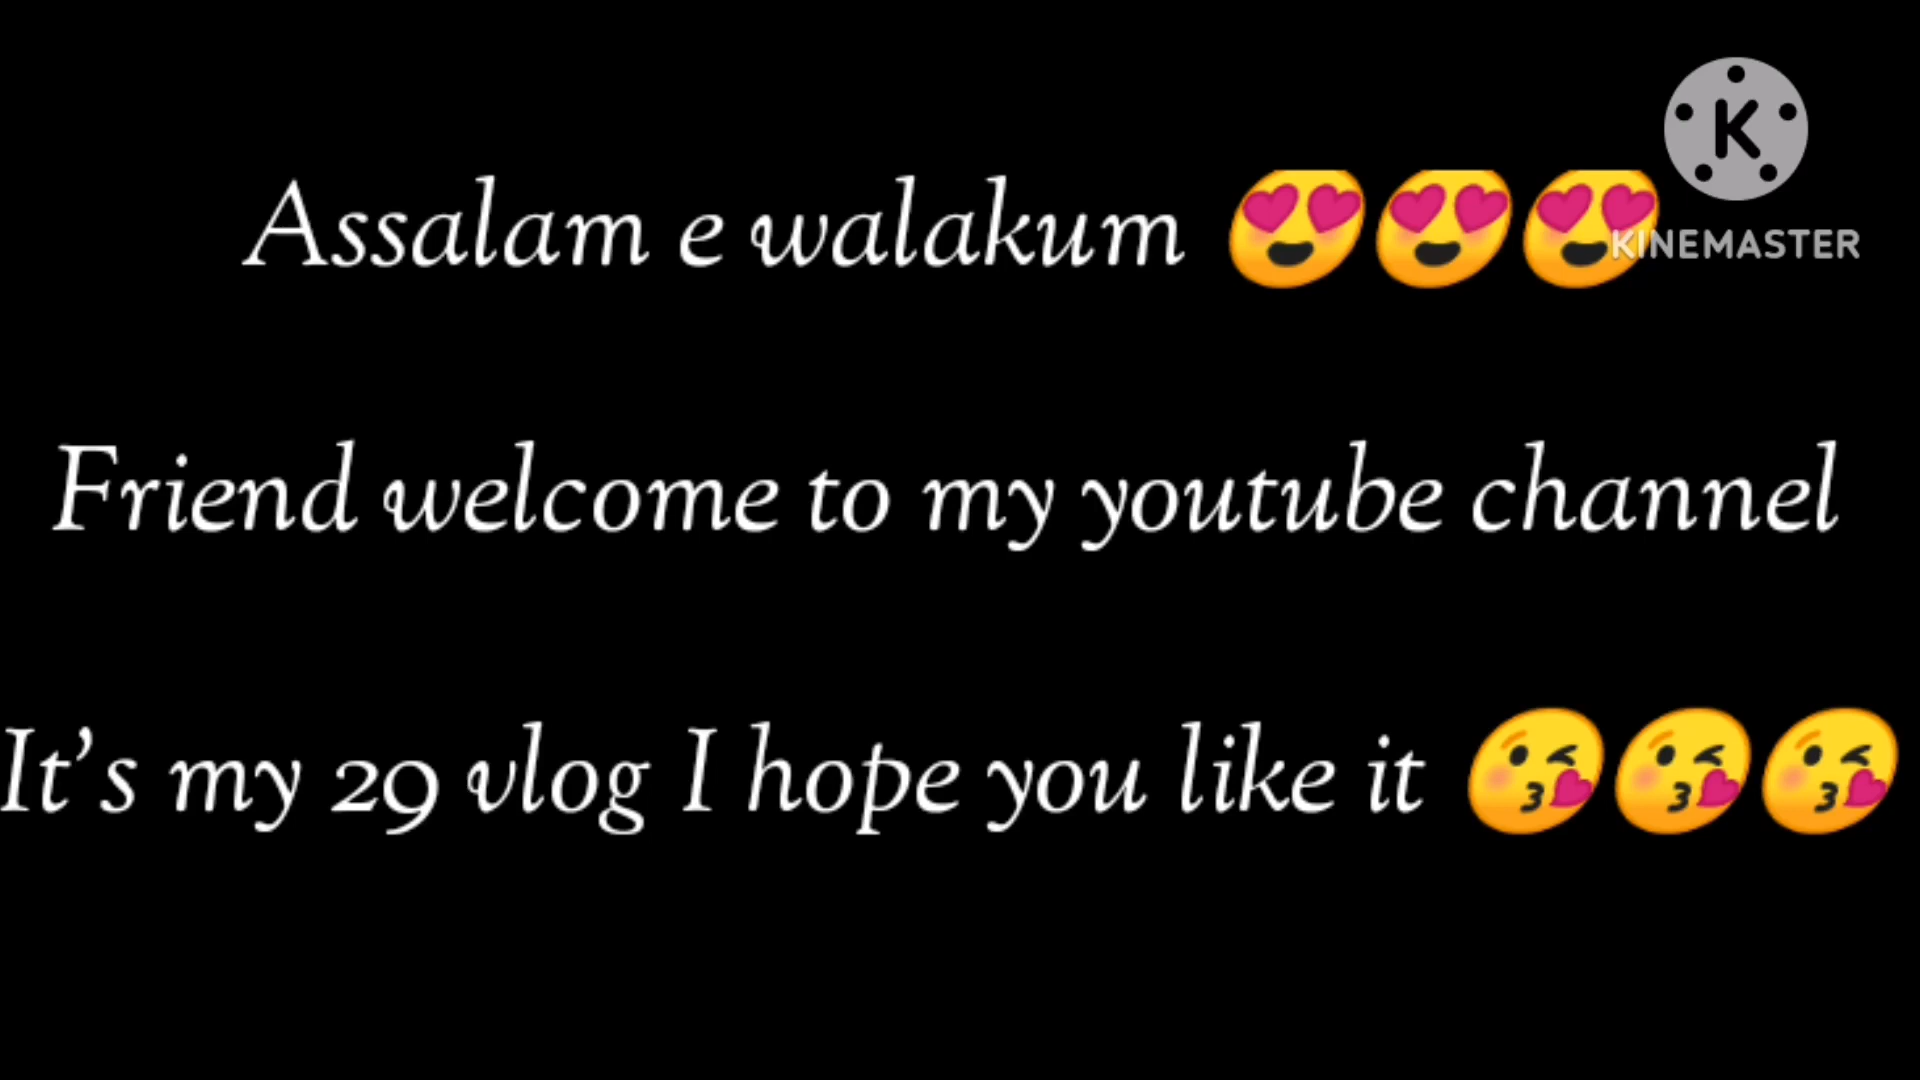 Assalam e walakum 😍😍😍
K
KINEMASTER
Friend welcome to my youtube channel
It's my 29 vlog I hope you like it 😘😘😘